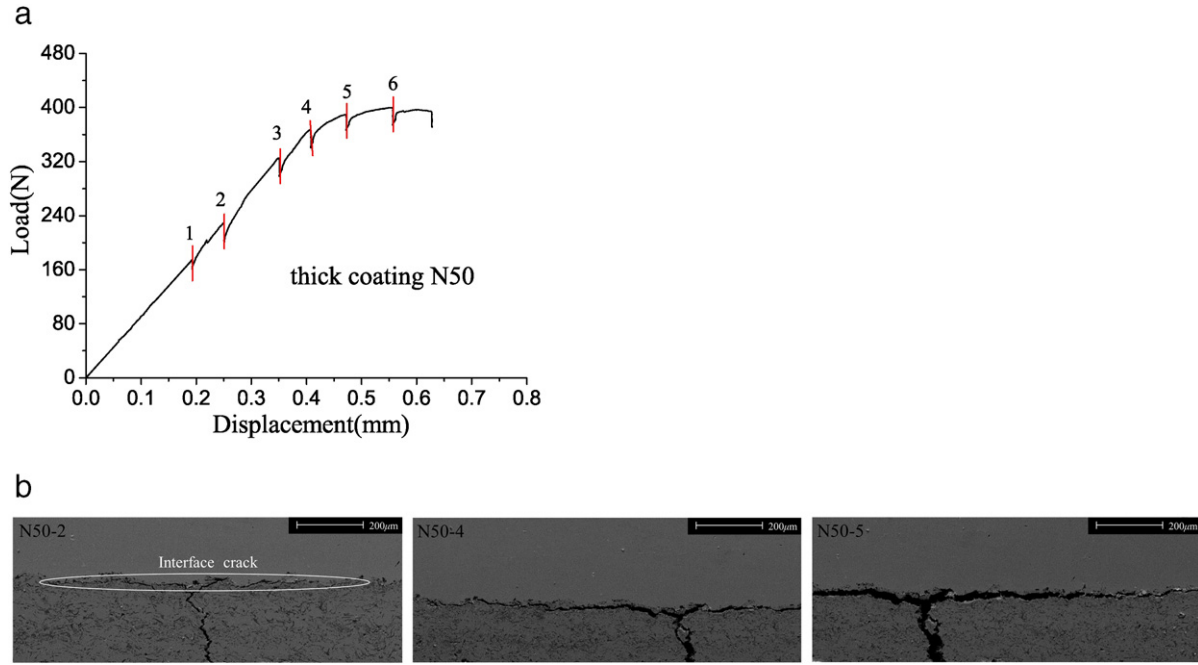 a
480
400
320
240
160
80
0
Load(N)
1
2
3
4
5
6
thick coating N50
0.0 0.1 0.2 0.3 0.4 0.5 0.6 0.7 0.8
Displacement(mm)
b
N50-2
200μm
Interface crack
N50-4
200μm
N50-5
200μm